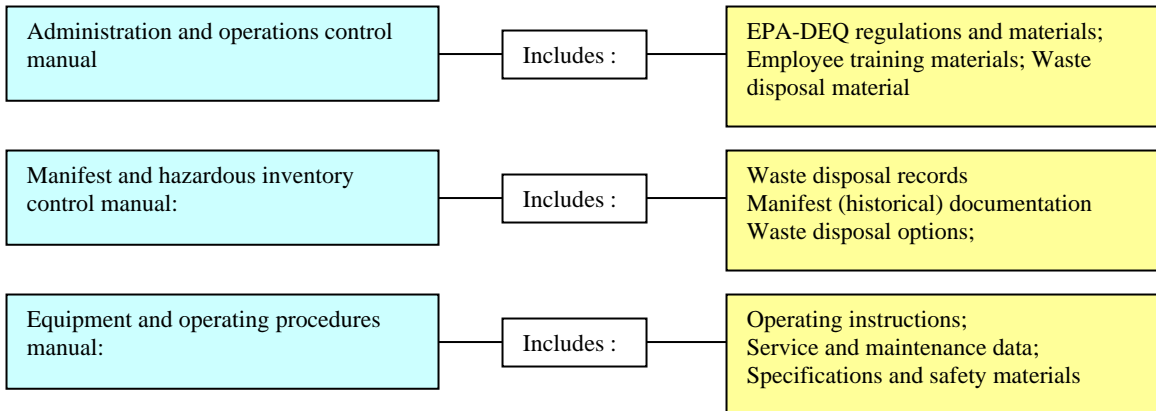 Administration and operations control
manual
Includes :
EPA-DEQ regulations and materials;
Employee training materials; Waste
disposal material
Manifest and hazardous inventory
control manual:
Includes :
Waste disposal records
Manifest (historical) documentation
Waste disposal options;
Equipment and operating procedures
manual:
Includes :
Operating instructions;
Service and maintenance data;
Specifications and safety materials